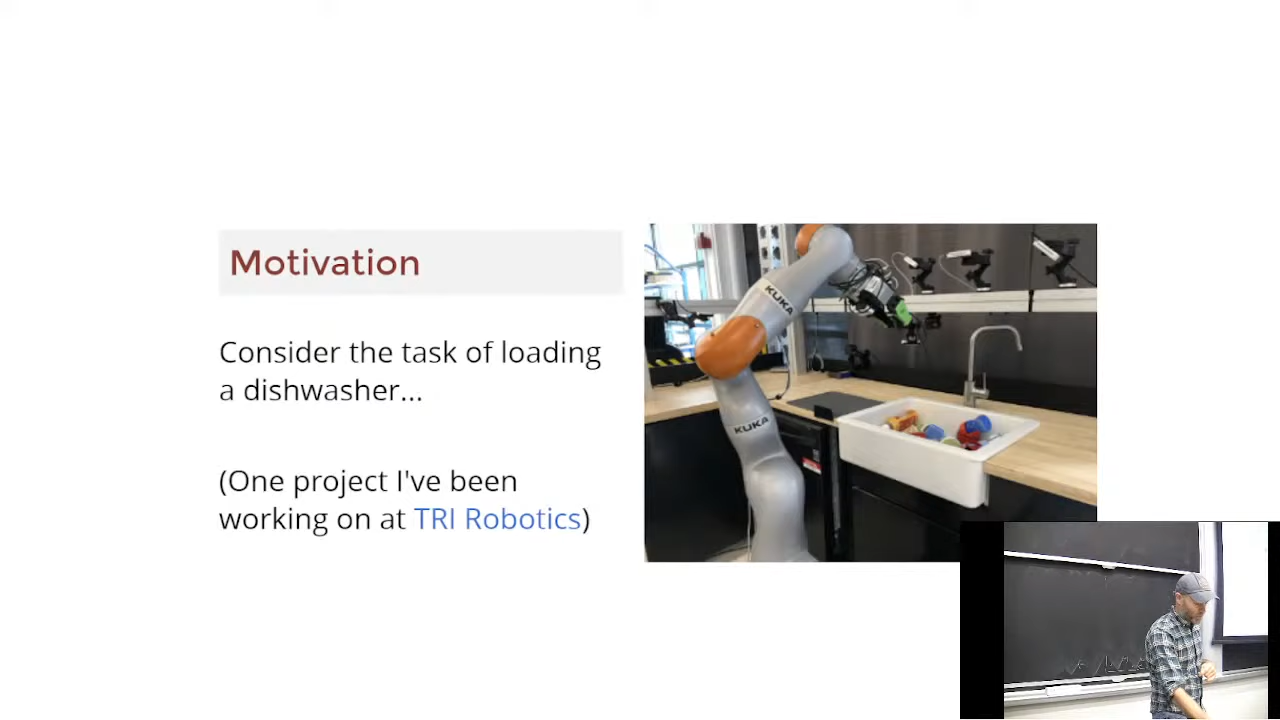 Motivation
Consider the task of loading
a dishwasher...
(One project I've been
working on at TRI Robotics)
KUKA
KUKA